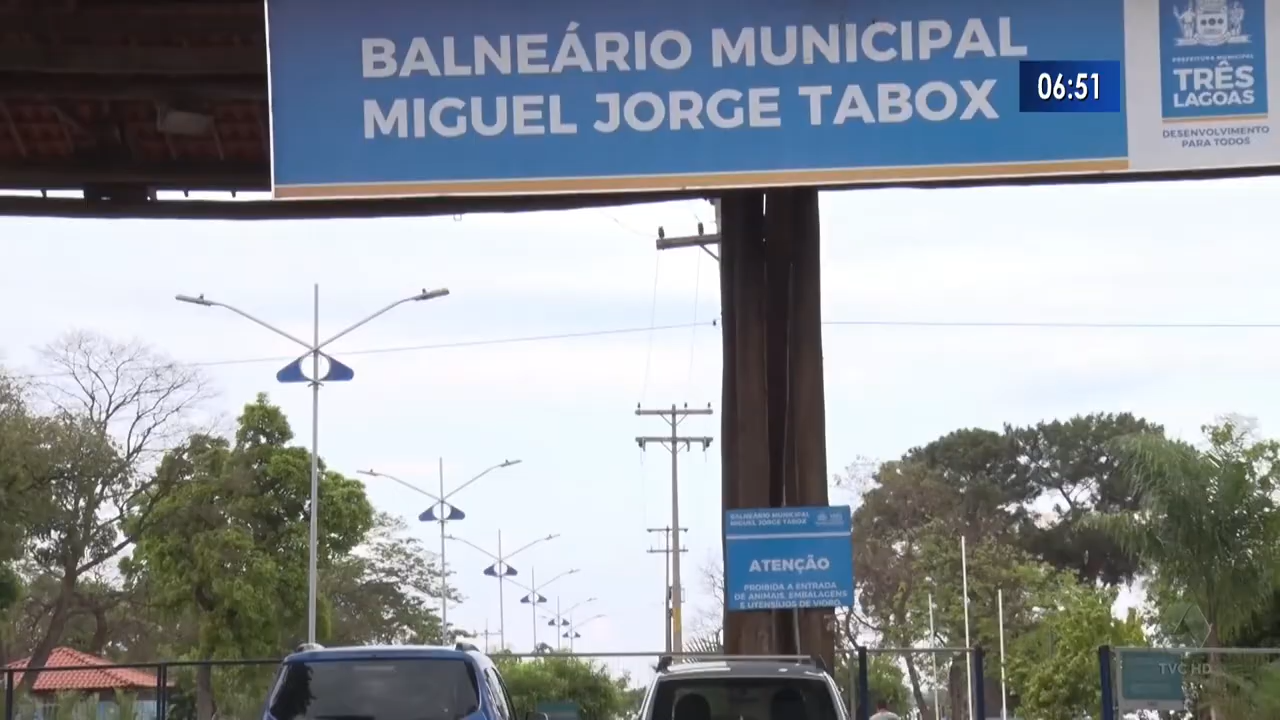 BALNEÁRIO MUNICIPAL
MIGUEL JORGE TABOX
06:51
PREFEITURA MUNICIPAL
TRÊS
LAGOAS
DESENVOLVIMENTO
PARA TODOS
BALNEÁRIO MUNICIPAL
MIGUEL JORGE TABOX
ATENÇÃO
PROIBIDA A ENTRADA
DE ANIMAIS, EMBALAGENS
E UTENSÍLIOS DE VIDRO.
TVC HD